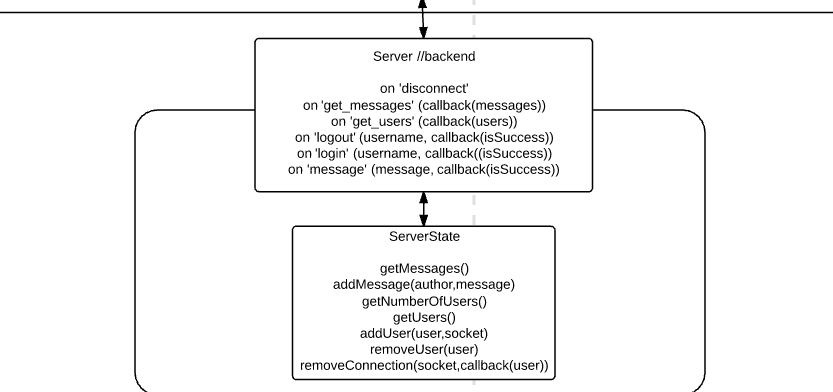 Server //backend
on 'disconnect'
on 'get_messages' (callback(messages))
on 'get_users' (callback(users))
on 'logout' (username, callback(isSuccess))
on 'login' (username, callback((isSuccess))
on 'message' (message, callback(isSuccess))
ServerState
getMessages()
addMessage(author,message)
getNumberOfUsers()
getUsers()
addUser(user,socket)
removeUser(user)
removeConnection(socket,callback(user))